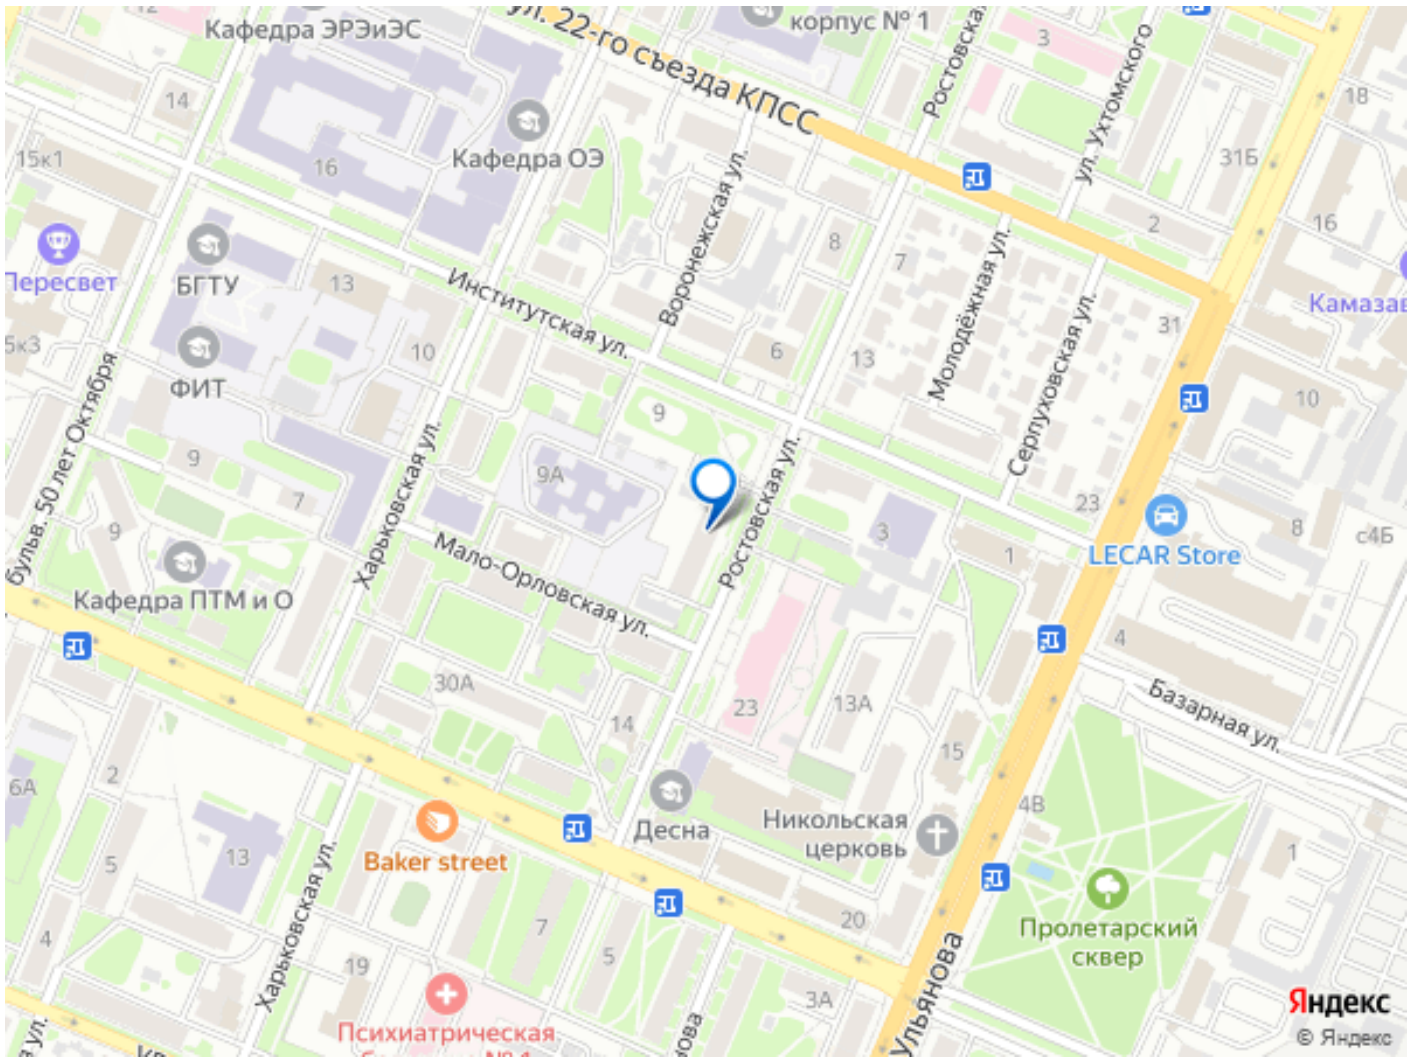 Кафедра ЭРЭиЭС
ул. 22-го съезда КПСС
корпус № 1
Ростовская
3
ул. Ухтомского
18
14
12
15к1
16
Кафедра ОЭ
Воронежская ул.
31Б
2
16
8
7
Пересвет
БГТУ
13
Институтская ул.
Молодёжная ул.
Серпуховская ул.
31
Камазав
5к3
ФИТ
10
6
13
10
бульв. 50 лет Октября
9
9
7
9
Харьковская ул.
9А
Ростовская ул.
3
23
1
8
с4Б
LECAR Store
Мало-Орловская ул.
Кафедра ПТМ и О
4
30А
14
23
13А
15
Базарная ул.
6А
2
5
13
Baker street
Десна
Никольская
церковь
4В
1
Пролетарский
сквер
20
7
5
4
19
Харьковская ул.
3А
Ульянова
Психиатрическая
нова
Яндекс
© Яндекс